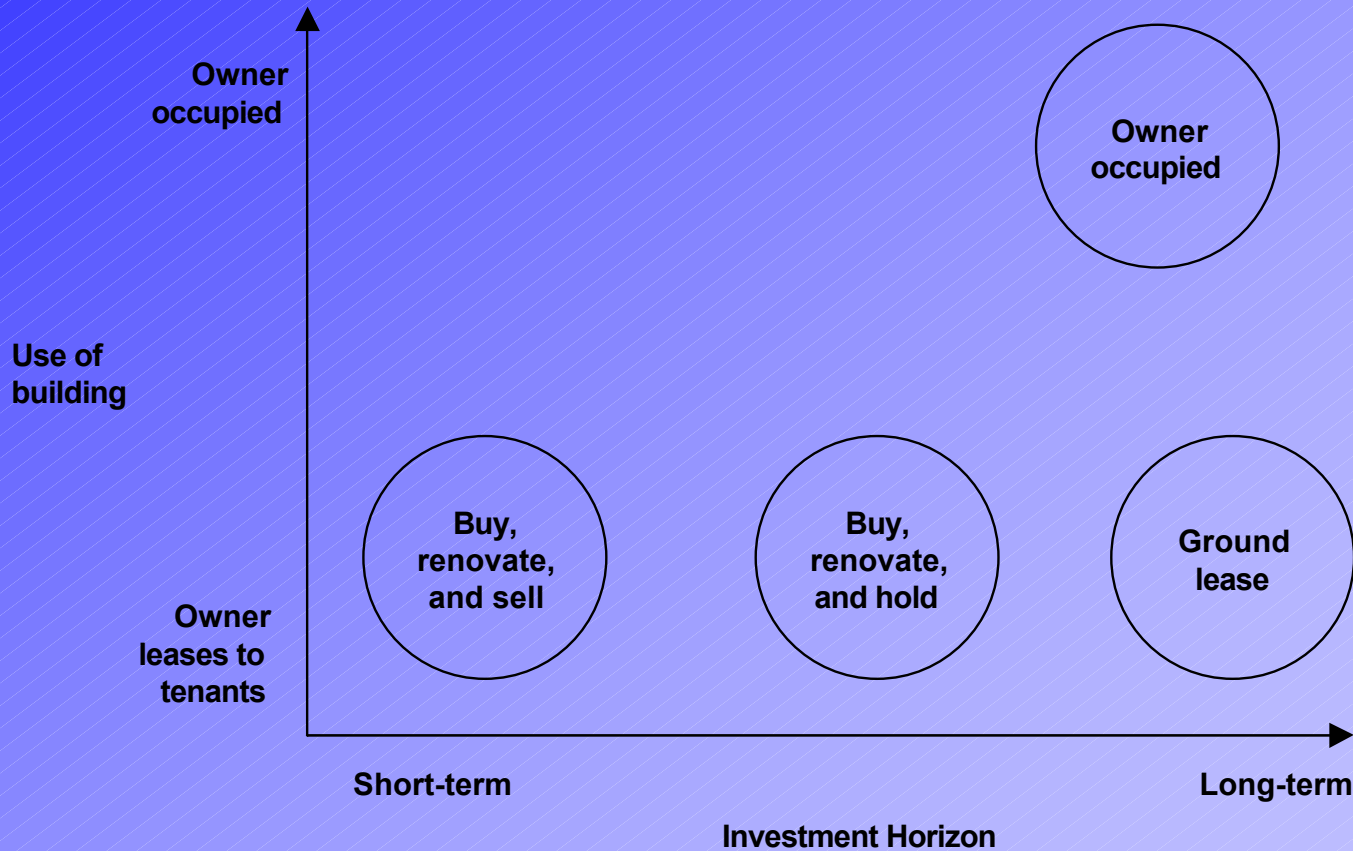 Owner
occupied
Owner
occupied
Use of
building
Buy,
renovate,
and sell
Buy,
renovate,
and hold
Ground
lease
Owner
leases to
tenants
Short-term
Long-term
Investment Horizon